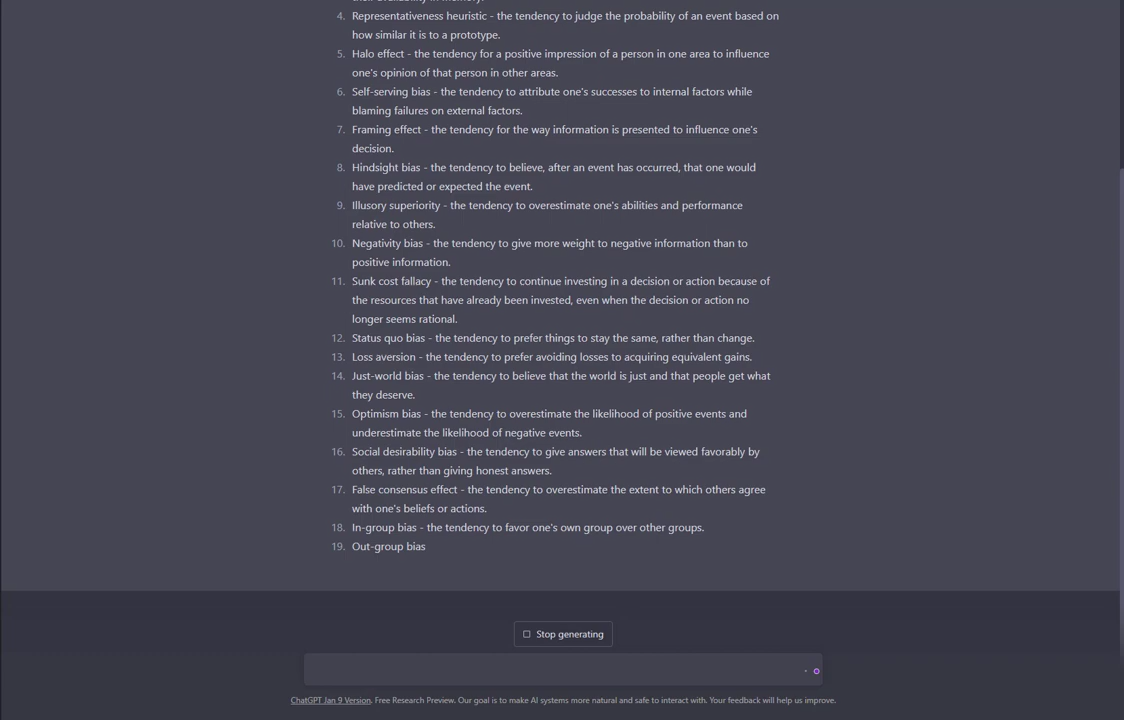 their availability in memory.
4. Representativeness heuristic - the tendency to judge the probability of an event based on
how similar it is to a prototype.
5. Halo effect - the tendency for a positive impression of a person in one area to influence
one's opinion of that person in other areas.
6. Self-serving bias - the tendency to attribute one's successes to internal factors while
blaming failures on external factors.
7. Framing effect - the tendency for the way information is presented to influence one's
decision.
8. Hindsight bias - the tendency to believe, after an event has occurred, that one would
have predicted or expected the event.
9. Illusory superiority - the tendency to overestimate one's abilities and performance
relative to others.
10. Negativity bias - the tendency to give more weight to negative information than to
positive information.
11. Sunk cost fallacy - the tendency to continue investing in a decision or action because of
the resources that have already been invested, even when the decision or action no
longer seems rational.
12. Status quo bias - the tendency to prefer things to stay the same, rather than change.
13. Loss aversion - the tendency to prefer avoiding losses to acquiring equivalent gains.
14. Just-world bias - the tendency to believe that the world is just and that people get what
they deserve.
15. Optimism bias - the tendency to overestimate the likelihood of positive events and
underestimate the likelihood of negative events.
16. Social desirability bias - the tendency to give answers that will be viewed favorably by
others, rather than giving honest answers.
17. False consensus effect - the tendency to overestimate the extent to which others agree
with one's beliefs or actions.
18. In-group bias - the tendency to favor one's own group over other groups.
19. Out-group bias
Stop generating
ChatGPT Jan 9 Version. Free Research Preview. Our goal is to make AI systems more natural and safe to interact with. Your feedback will help us improve.